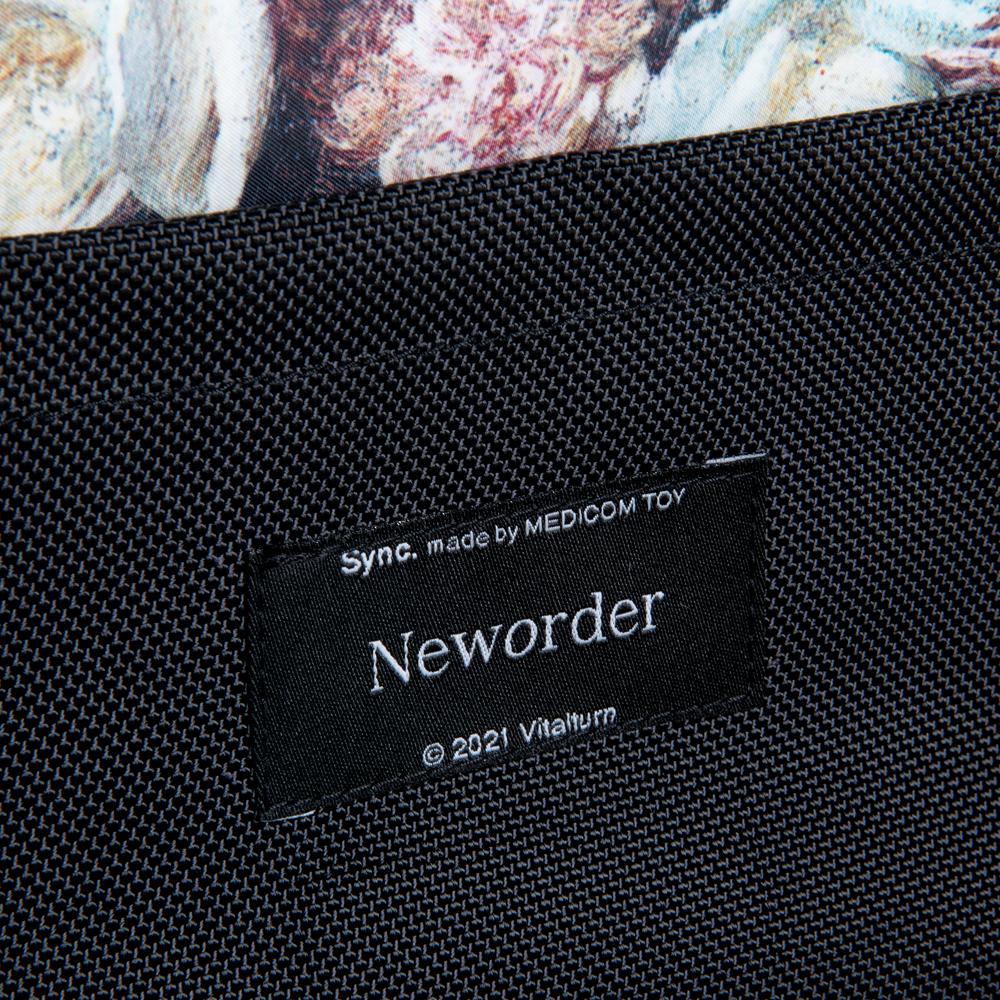 Sync. made by MEDICOM TOY
Neworder
© 2021 Vitalturn